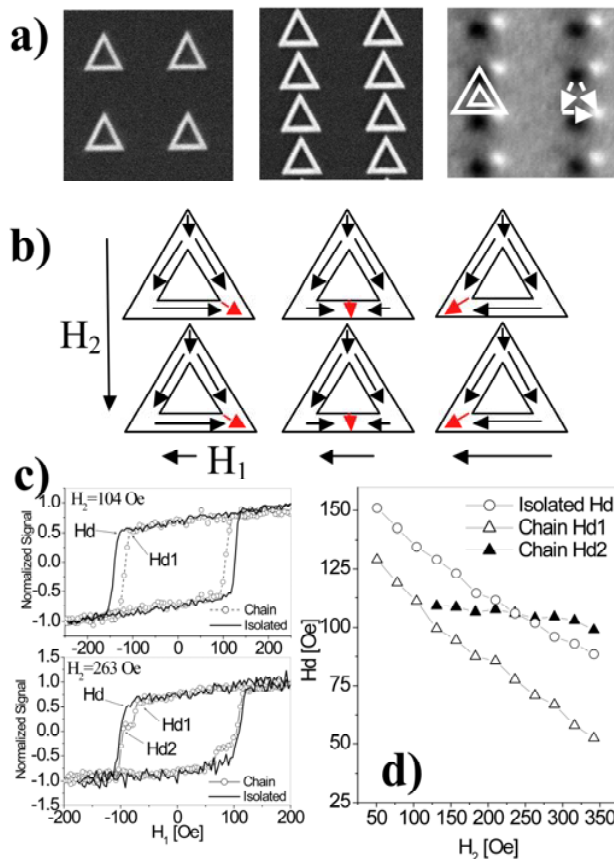 a)
b)
H2
H1
c)
H2=104 Oe
1.0
0.5
0.0
-0.5
-1.0
Normalized Signal
Hd
Hd1
Chain
Isolated
-200
-100
0
100
200
H2=263 Oe
1.5
1.0
0.5
0.0
-0.5
-1.0
-1.5
Normalized Signal
Hd
Hd1
Hd2
Chain
Isolated
-200
-100
0
100
200
H1 [Oe]
150
125
100
75
50
25
Hd [Oe]
Isolated Hd
Chain Hd1
Chain Hd2
d)
50
100
150
200
250
300
350
H2 [Oe]